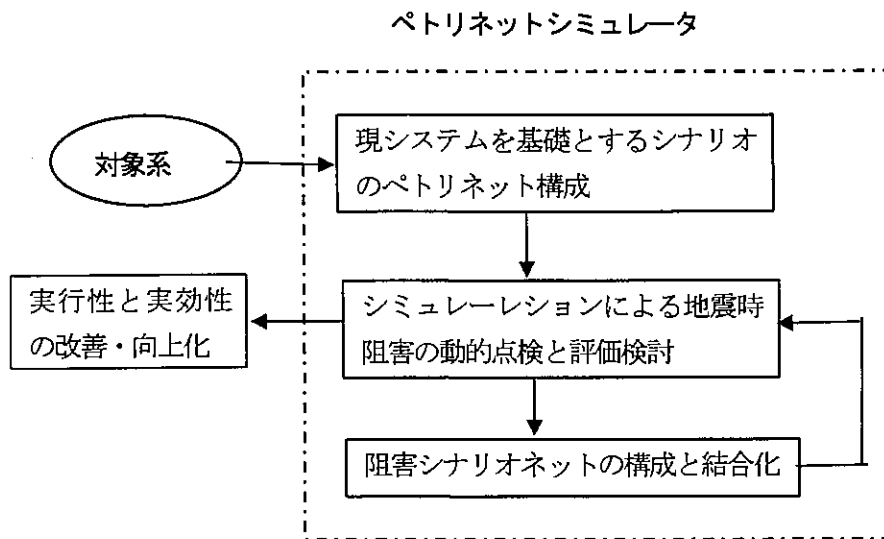 ペトリネットシミュレータ
対象系
現システムを基礎とするシナリオ
のペトリネット構成
実行性と実効性
の改善・向上化
シミュレーレションによる地震時
阻害の動的点検と評価検討
阻害シナリオネットの構成と結合化